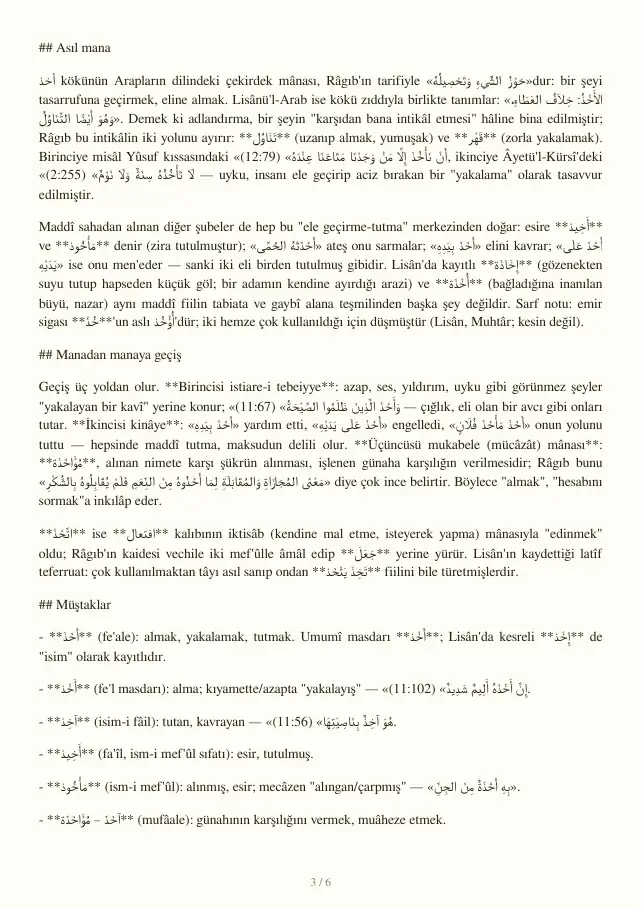 ## Asıl mana
أخذ kökünün Arapların dilindeki çekirdek mânası, Râgıb'ın tarifiyle «حَوْزُ الشَّيءِ وَتَحْصِيلُهُ»dur: bir şeyi
tasarrufuna geçirmek, eline almak. Lisânü'l-Arab ise kökü zıddıyla birlikte tanımlar: «الأَخْذُ: خِلَافُ العَطَاءِ،
وَهُوَ أَيْضًا التَّنَاوُلُ». Demek ki adlandırma, bir şeyin "karşıdan bana intikâl etmesi" hâline bina edilmiştir;
Râgıb bu intikâlin iki yolunu ayırır: **تَنَاوُل** (uzanıp almak, yumuşak) ve **قَهْر** (zorla yakalamak).
Birinciye misâl Yûsuf kıssasındaki «أَنْ نَأْخُذَ إِلَّا مَنْ وَجَدْنَا مَتَاعَنَا عِنْدَهُ» (12:79), ikinciye Âyetü'l-Kürsî'deki
«لَا تَأْخُذُهُ سِنَةٌ وَلَا نَوْمٌ» (2:255) — uyku, insanı ele geçirip aciz bırakan bir "yakalama" olarak tasavvur
edilmiştir.
Maddî sahadan alınan diğer şubeler de hep bu "ele geçirme-tutma" merkezinden doğar: esire **أَخِيذ**
ve **مَأْخُوذ** denir (zira tutulmuştur); «أَخَذَتْهُ الحُمَّى» ateş onu sarmalar; «أَخَذَ بِيَدِهِ» elini kavrar; «أَخَذَ عَلَى
يَدَيْهِ» ise onu men'eder — sanki iki eli birden tutulmuş gibidir. Lisân'da kayıtlı **إِخَاذَة** (gözenekten
suyu tutup hapseden küçük göl; bir adamın kendine ayırdığı arazi) ve **أُخْذَة** (bağladığına inanılan
büyü, nazar) aynı maddî fiilin tabiata ve gaybî alana teşmilinden başka şey değildir. Sarf notu: emir
sigası **خُذْ**'un aslı أُؤْخُذ'dür; iki hemze çok kullanıldığı için düşmüştür (Lisân, Muhtâr; kesin değil).
## Manadan manaya geçiş
Geçiş üç yoldan olur. **Birincisi istiare-i tebeiyye**: azap, ses, yıldırım, uyku gibi görünmez şeyler
"yakalayan bir kavî" yerine konur; «وَأَخَذَ الَّذِينَ ظَلَمُوا الصَّيْحَةُ» (11:67) — çığlık, eli olan bir avcı gibi onları
tutar. **İkincisi kinâye**: «أَخَذَ بِيَدِهِ» yardım etti, «أَخَذَ عَلَى يَدَيْهِ» engelledi, «أَخَذَ مَأْخَذَ فُلَانٍ» onun yolunu
tuttu — hepsinde maddî tutma, maksudun delili olur. **Üçüncüsü mukabele (mücâzât) mânası**:
**مُؤَاخَذَة**, alınan nimete karşı şükrün alınması, işlenen günaha karşılığın verilmesidir; Râgıb bunu
«مَعْنَى المُجَازَاةِ وَالمُقَابَلَةِ لِمَا أَخَذُوهُ مِنَ النِّعَمِ فَلَمْ يُقَابِلُوهُ بِالشُّكْرِ» diye çok ince belirtir. Böylece "almak", "hesabını
sormak"a inkılâp eder.
**اتَّخَذَ** ise **افتعال** kalıbının iktisâb (kendine mal etme, isteyerek yapma) mânasıyla "edinmek"
oldu; Râgıb'ın kaidesi vechile iki mef'ûlle âmâl edip **جَعَلَ** yerine yürür. Lisân'ın kaydettiği latîf
teferruat: çok kullanılmaktan tâyı asıl sanıp ondan **تَخِذَ يَتْخَذ** fiilini bile türetmişlerdir.
## Müştaklar
- **أَخَذَ** (fe'ale): almak, yakalamak, tutmak. Umumî masdarı **أَخْذ**; Lisân'da kesreli **إِخْذ** de
"isim" olarak kayıtlıdır.
- **أَخْذ** (fe'l masdarı): alma; kıyamette/azapta "yakalayış" — «إِنَّ أَخْذَهُ أَلِيمٌ شَدِيدٌ» (11:102).
- **آخِذ** (isim-i fâil): tutan, kavrayan — «هُوَ آخِذٌ بِنَاصِيَتِهَا» (11:56).
- **أَخِيذ** (fa'îl, ism-i mef'ûl sıfatı): esir, tutulmuş.
- **مَأْخُوذ** (ism-i mef'ûl): alınmış, esir; mecâzen "alıngan/çarpmış" — «بِهِ أُخْذَةٌ مِنَ الجِنِّ».
- **آخَذَ – مُؤَاخَذَة** (mufâale): günahının karşılığını vermek, muâheze etmek.
3 / 6